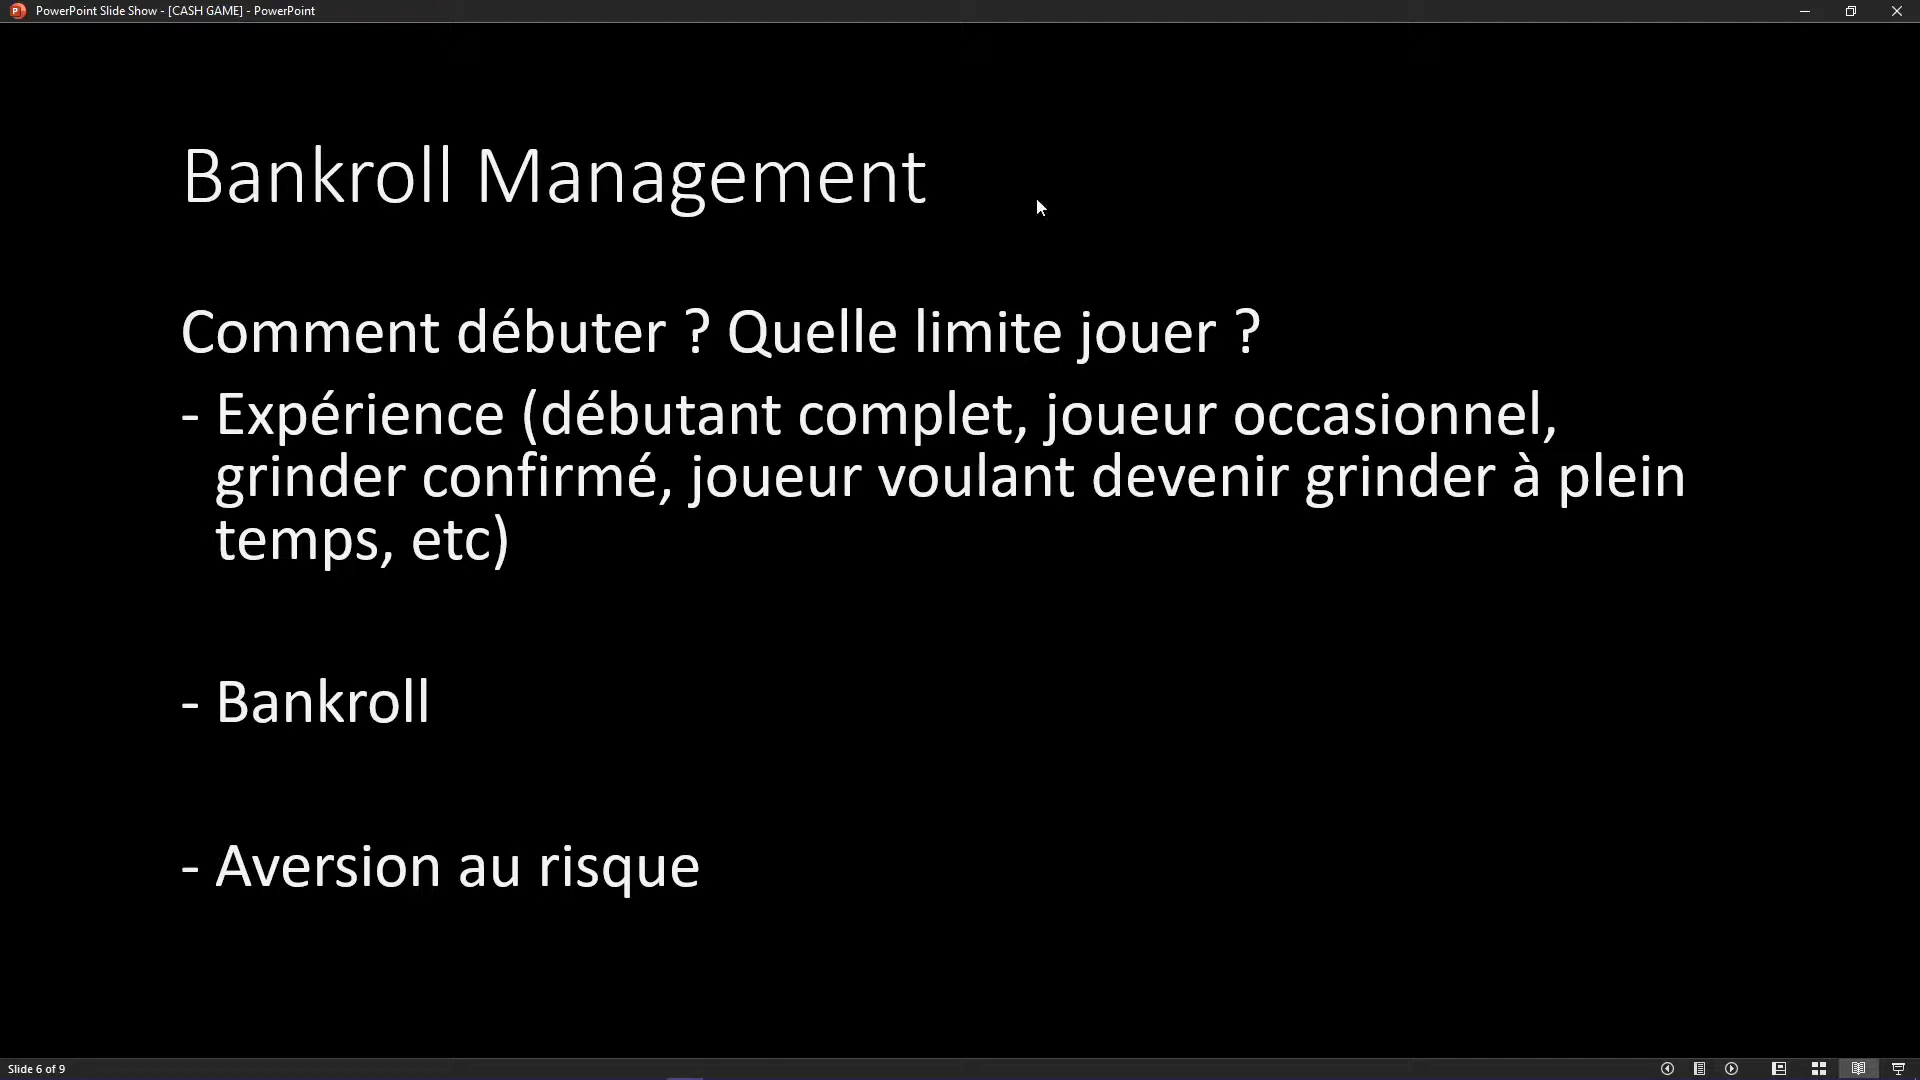 PowerPoint Slide Show - [CASH GAME] - PowerPoint
Bankroll Management
Comment débuter ? Quelle limite jouer ?
- Expérience (débutant complet, joueur occasionnel,
grinder confirmé, joueur voulant devenir grinder à plein
temps, etc)
- Bankroll
- Aversion au risque
Slide 6 of 9